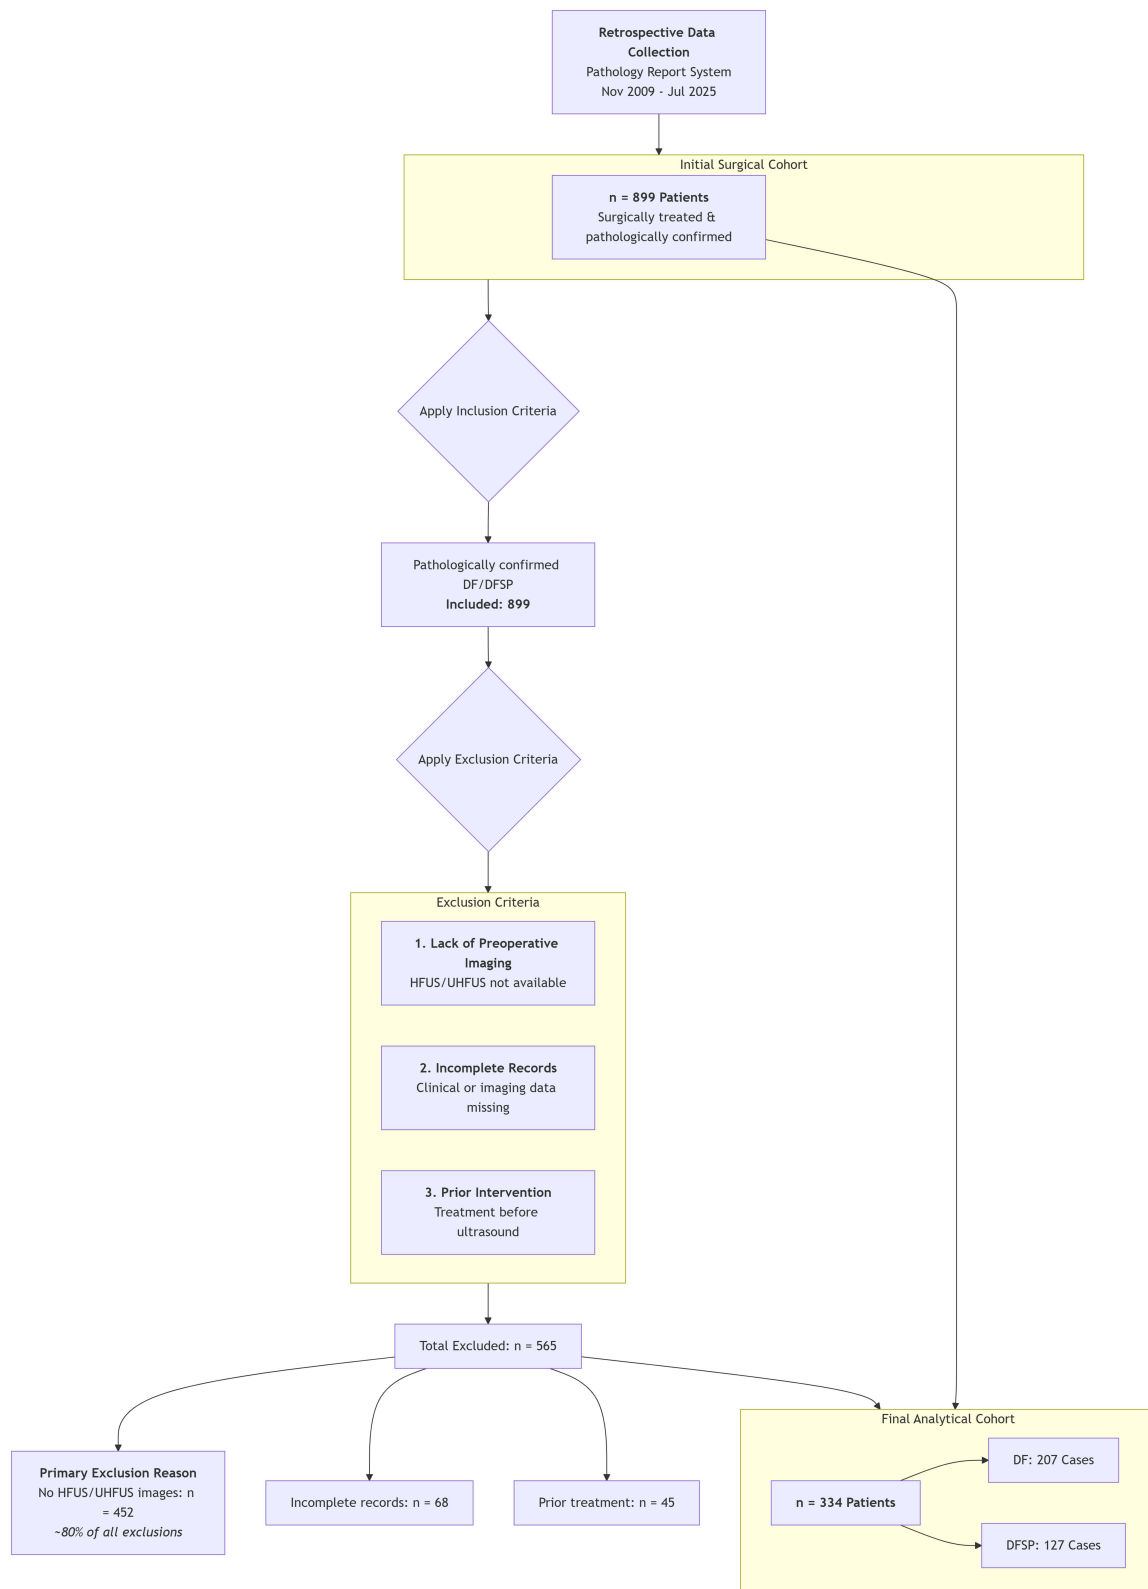 Retrospective Data
Collection
Pathology Report System
Nov 2009 - Jul 2025
Initial Surgical Cohort
n = 899 Patients
Surgically treated &
pathologically confirmed
Apply Inclusion Criteria
Pathologically confirmed
DF/DFSP
Included: 899
Apply Exclusion Criteria
Exclusion Criteria
1. Lack of Preoperative
Imaging
HFUS/UHFUS not available
2. Incomplete Records
Clinical or imaging data
missing
3. Prior Intervention
Treatment before
ultrasound
Total Excluded: n = 565
Primary Exclusion Reason
No HFUS/UHFUS images: n
= 452
~80% of all exclusions
Incomplete records: n = 68
Prior treatment: n = 45
Final Analytical Cohort
n = 334 Patients
DF: 207 Cases
DFSP: 127 Cases